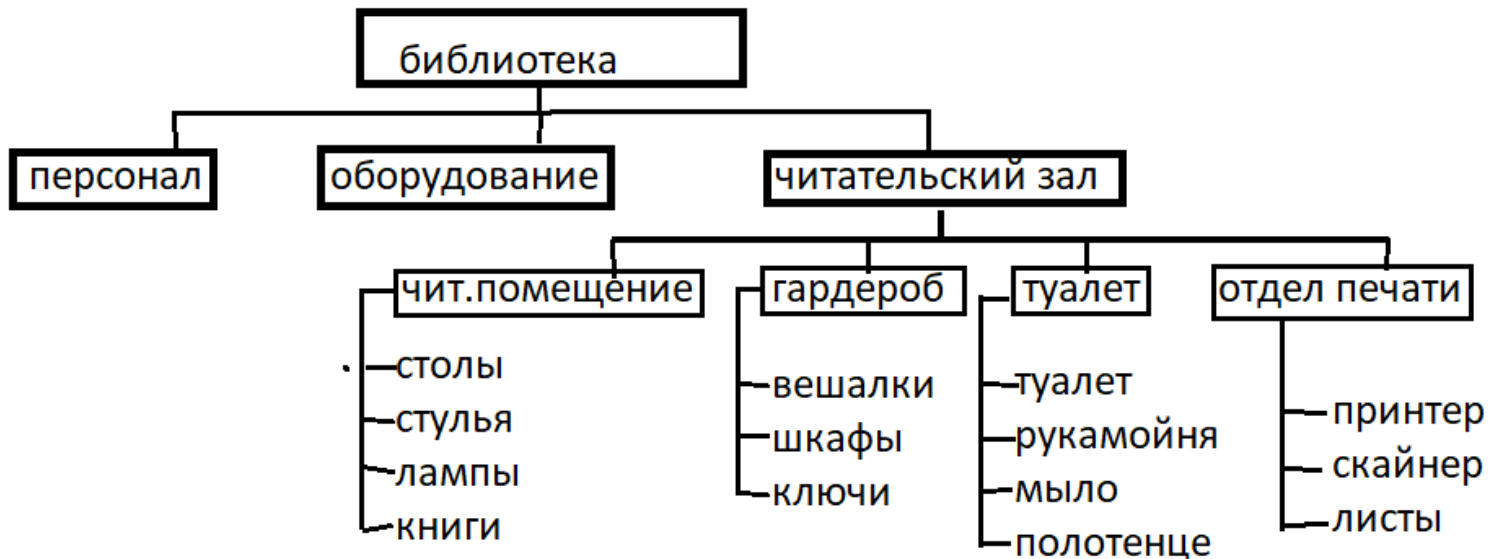 библиотека
персонал
оборудование
читательский зал
чит.помещение
гардероб
туалет
отдел печати
столы
стулья
лампы
книги
вешалки
шкафы
ключи
туалет
рукамойня
мыло
полотенце
принтер
скайнер
листы